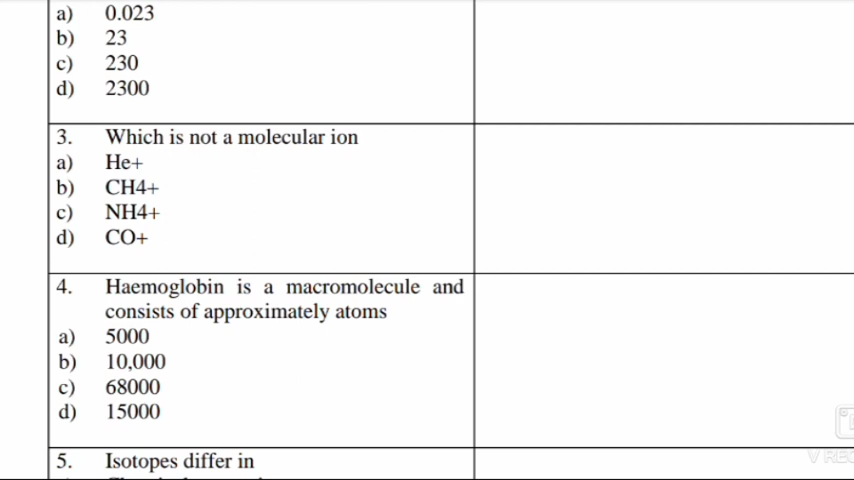 a) 0.023
b) 23
c) 230
d) 2300
3. Which is not a molecular ion
a) He+
b) CH4+
c) NH4+
d) CO+
4. Haemoglobin is a macromolecule and
consists of approximately atoms
a) 5000
b) 10,000
c) 68000
d) 15000
5. Isotopes differ in